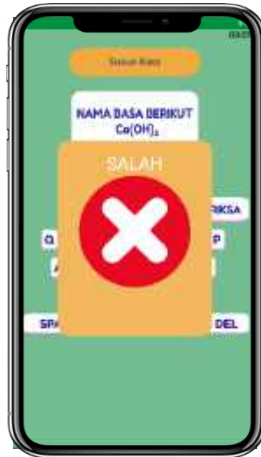 Susun Kata
NAMA BASA BERIKUT
Ca(OH)₂
SALAH
RIKSA
Q P
A
SPA DEL